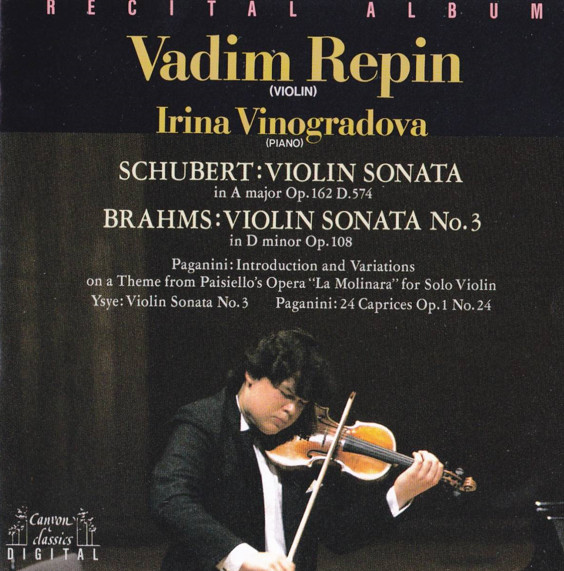 RECITAL ALBUM
Vadim Repin
(VIOLIN)
Irina Vinogradova
(PIANO)
SCHUBERT:VIOLIN SONATA
in A major Op.162 D.574
BRAHMS:VIOLIN SONATA No.3
in D minor Op.108
Paganini:Introduction and Variations
on a Theme from Paisiello's Opera "La Molinara" for Solo Violin
Ysye:Violin Sonata No.3 Paganini:24 Caprices Op.1 No.24
Canyon
classics
DIGITAL